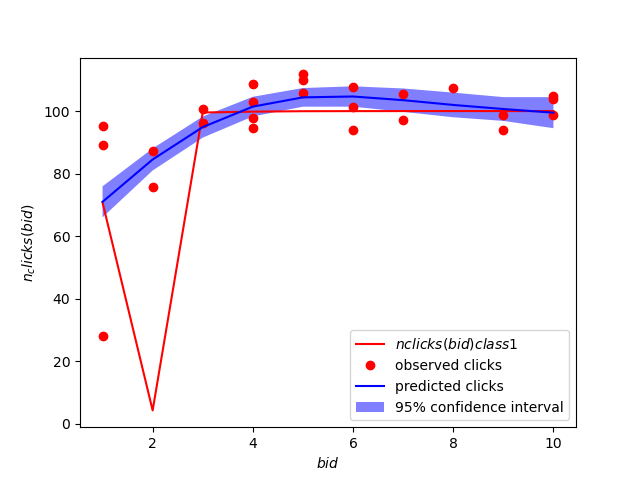 100
80
60
40
20
0
n_clicks(bid)
nclicks(bid)class1
observed clicks
predicted clicks
95% confidence interval
2
4
6
8
10
bid